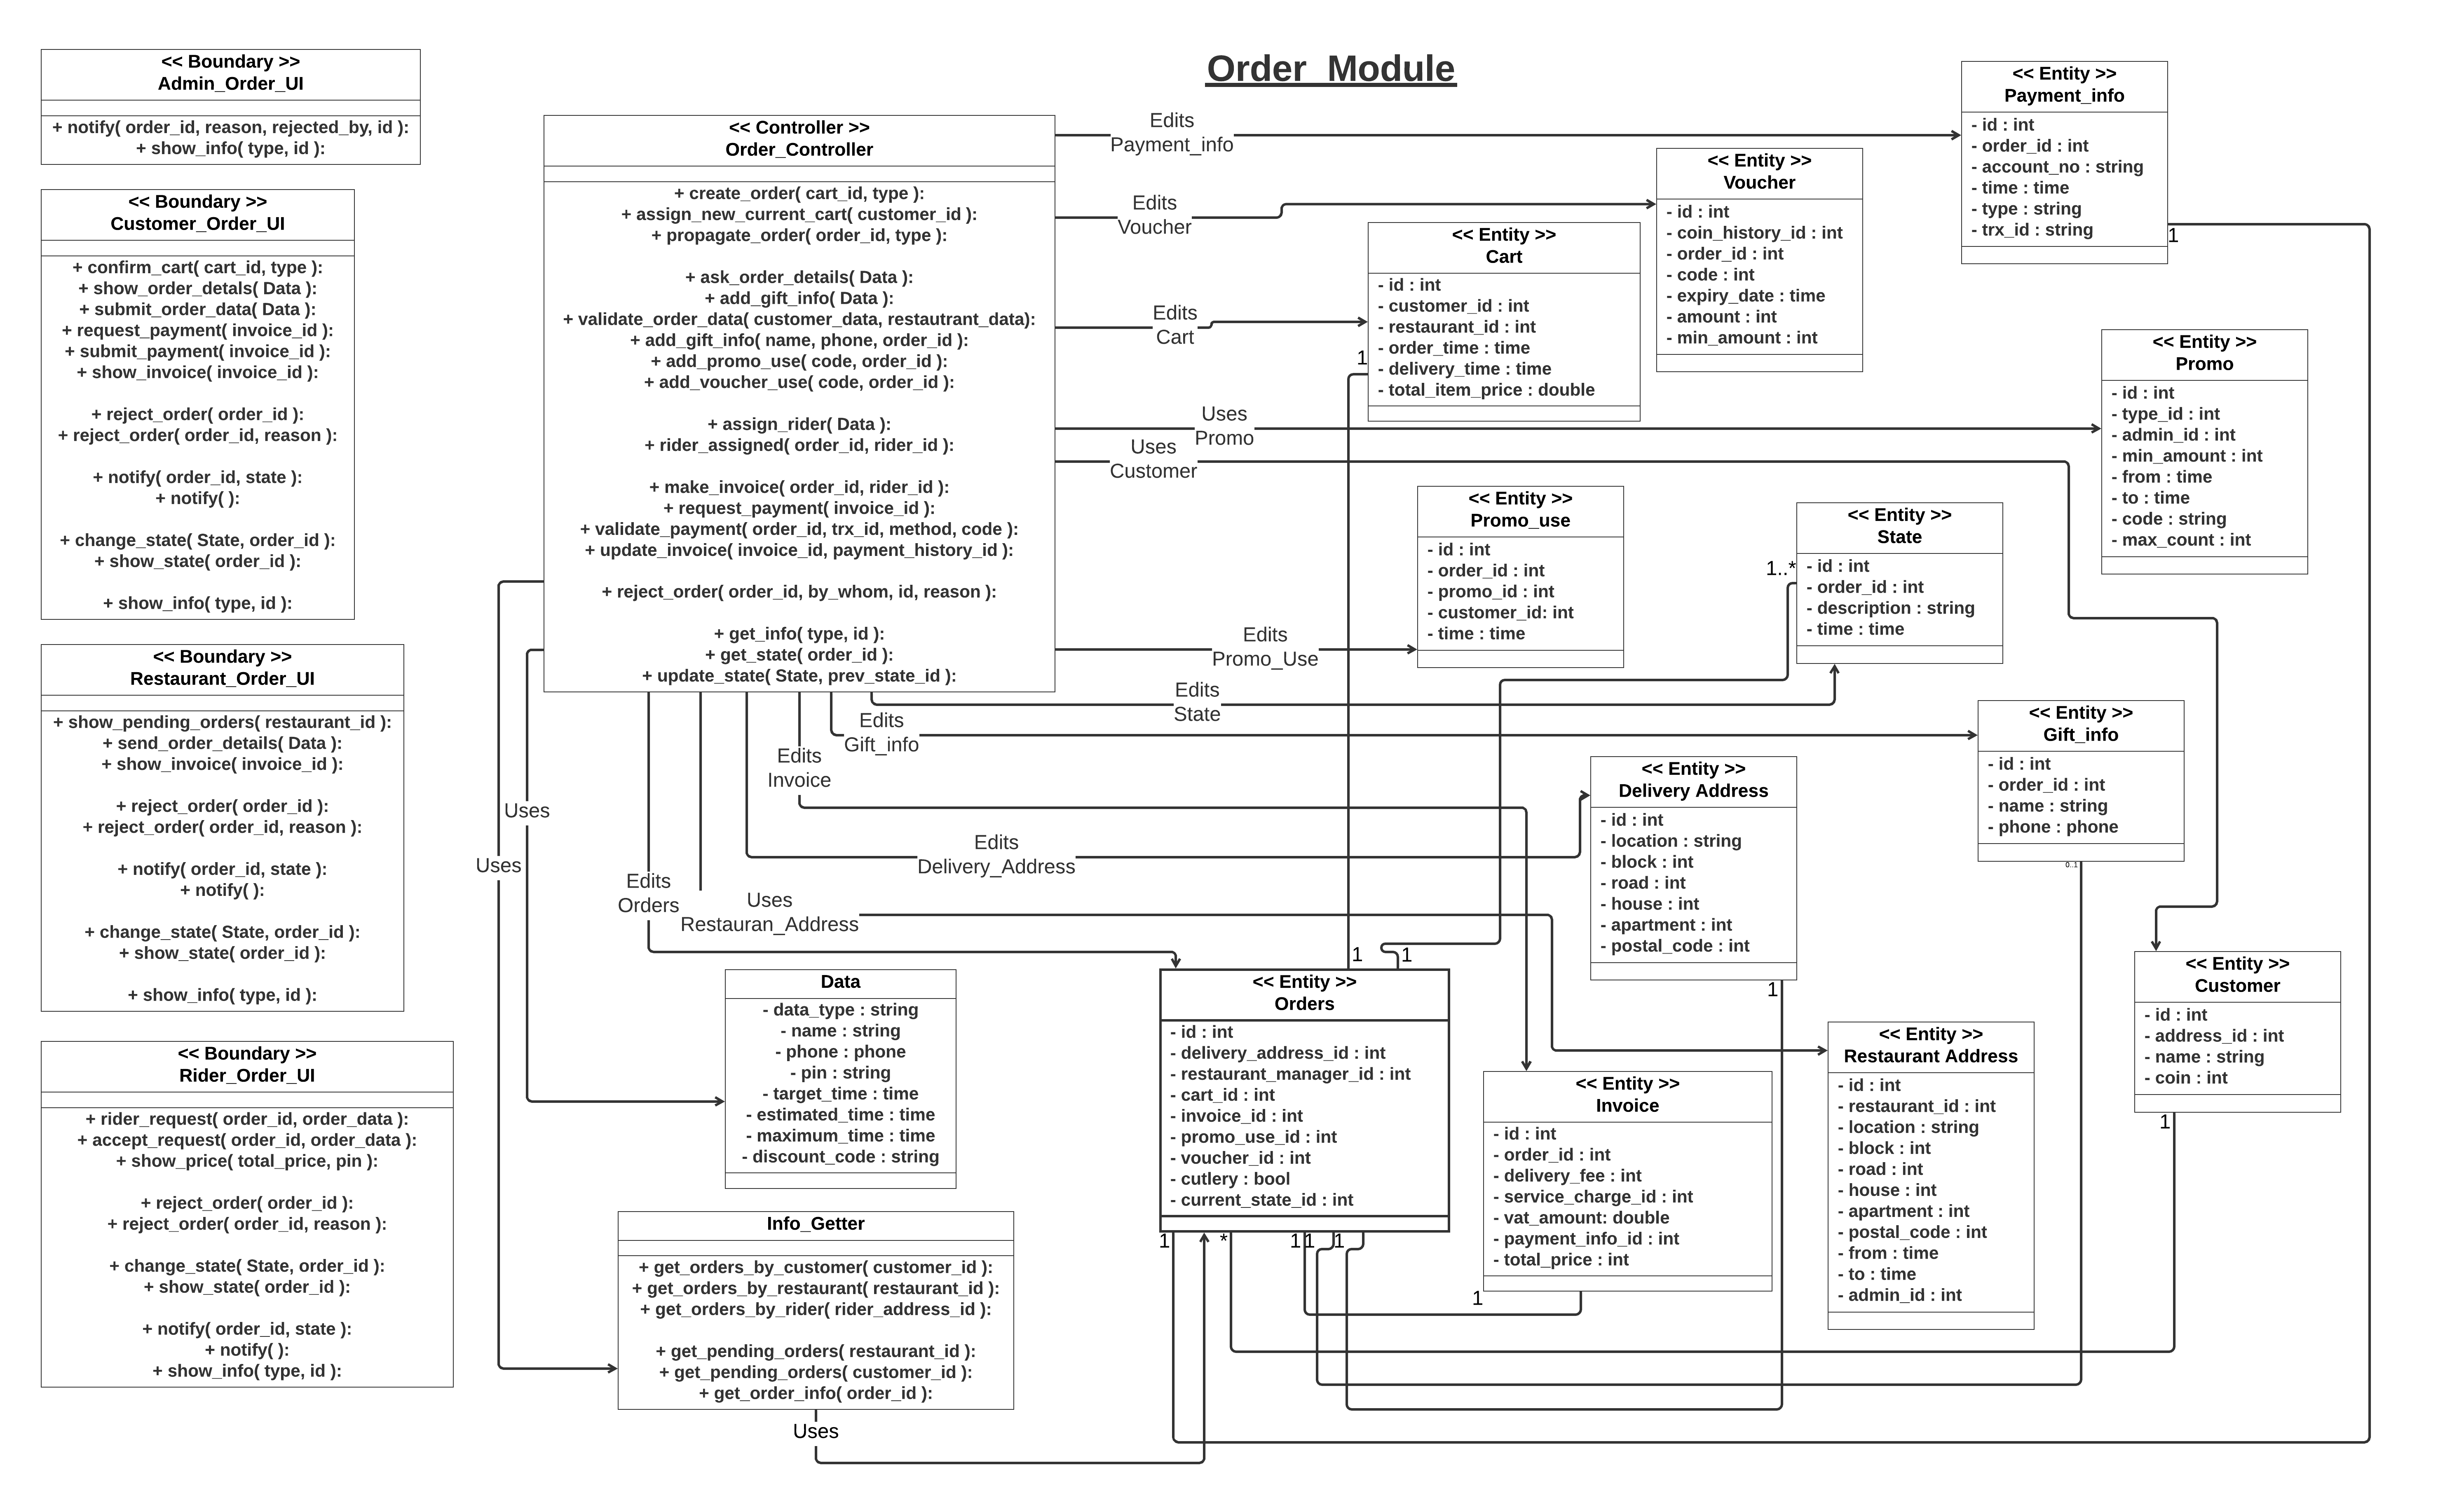 Order_Module
<< Boundary >>
Admin_Order_UI
+ notify( order_id, reason, rejected_by, id ):
+ show_info( type, id ):
<< Boundary >>
Customer_Order_UI
+ confirm_cart( cart_id, type ):
+ show_order_detals( Data ):
+ submit_order_data( Data ):
+ request_payment( invoice_id ):
+ submit_payment( invoice_id ):
+ show_invoice( invoice_id ):
+ reject_order( order_id ):
+ reject_order( order_id, reason ):
+ notify( order_id, state ):
+ notify( ):
+ change_state( State, order_id ):
+ show_state( order_id ):
+ show_info( type, id ):
<< Boundary >>
Restaurant_Order_UI
+ show_pending_orders( restaurant_id ):
+ send_order_details( Data ):
+ show_invoice( invoice_id ):
+ reject_order( order_id ):
+ reject_order( order_id, reason ):
+ notify( order_id, state ):
+ notify( ):
+ change_state( State, order_id ):
+ show_state( order_id ):
+ show_info( type, id ):
<< Boundary >>
Rider_Order_UI
+ rider_request( order_id, order_data ):
+ accept_request( order_id, order_data ):
+ show_price( total_price, pin ):
+ reject_order( order_id ):
+ reject_order( order_id, reason ):
+ change_state( State, order_id ):
+ show_state( order_id ):
+ notify( order_id, state ):
+ notify( ):
+ show_info( type, id ):
<< Controller >>
Order_Controller
+ create_order( cart_id, type ):
+ assign_new_current_cart( customer_id ):
+ propagate_order( order_id, type ):
+ ask_order_details( Data ):
+ add_gift_info( Data ):
+ validate_order_data( customer_data, restautrant_data):
+ add_gift_info( name, phone, order_id ):
+ add_promo_use( code, order_id ):
+ add_voucher_use( code, order_id ):
+ assign_rider( Data ):
+ rider_assigned( order_id, rider_id ):
+ make_invoice( order_id, rider_id ):
+ request_payment( invoice_id ):
+ validate_payment( order_id, trx_id, method, code ):
+ update_invoice( invoice_id, payment_history_id ):
+ reject_order( order_id, by_whom, id, reason ):
+ get_info( type, id ):
+ get_state( order_id ):
+ update_state( State, prev_state_id ):
Edits
Payment_info
Edits
Voucher
Edits
Cart
Uses
Promo
Uses
Customer
Edits
Promo_Use
Edits
State
Edits
Gift_info
Edits
Invoice
Edits
Delivery_Address
Edits
Orders
Uses
Restauran_Address
Uses
Uses
<< Entity >>
Payment_info
- id : int
- order_id : int
- account_no : string
- time : time
- type : string
- trx_id : string
1
<< Entity >>
Voucher
- id : int
- coin_history_id : int
- order_id : int
- code : int
- expiry_date : time
- amount : int
- min_amount : int
<< Entity >>
Cart
- id : int
- customer_id : int
- restaurant_id : int
- order_time : time
- delivery_time : time
- total_item_price : double
1
<< Entity >>
Promo
- id : int
- type_id : int
- admin_id : int
- min_amount : int
- from : time
- to : time
- code : string
- max_count : int
<< Entity >>
Promo_use
- id : int
- order_id : int
- promo_id : int
- customer_id: int
- time : time
<< Entity >>
State
1..*
- id : int
- order_id : int
- description : string
- time : time
<< Entity >>
Gift_info
- id : int
- order_id : int
- name : string
- phone : phone
0..1
<< Entity >>
Delivery Address
- id : int
- location : string
- block : int
- road : int
- house : int
- apartment : int
- postal_code : int
1
<< Entity >>
Customer
- id : int
- address_id : int
- name : string
- coin : int
1
<< Entity >>
Restaurant Address
- id : int
- restaurant_id : int
- location : string
- block : int
- road : int
- house : int
- apartment : int
- postal_code : int
- from : time
- to : time
- admin_id : int
<< Entity >>
Invoice
- id : int
- order_id : int
- delivery_fee : int
- service_charge_id : int
- vat_amount: double
- payment_info_id : int
- total_price : int
1
1
1
<< Entity >>
Orders
- id : int
- delivery_address_id : int
- restaurant_manager_id : int
- cart_id : int
- invoice_id : int
- promo_use_id : int
- voucher_id : int
- cutlery : bool
- current_state_id : int
1
*
1
1
1
Data
- data_type : string
- name : string
- phone : phone
- pin : string
- target_time : time
- estimated_time : time
- maximum_time : time
- discount_code : string
Info_Getter
+ get_orders_by_customer( customer_id ):
+ get_orders_by_restaurant( restaurant_id ):
+ get_orders_by_rider( rider_address_id ):
+ get_pending_orders( restaurant_id ):
+ get_pending_orders( customer_id ):
+ get_order_info( order_id ):
Uses